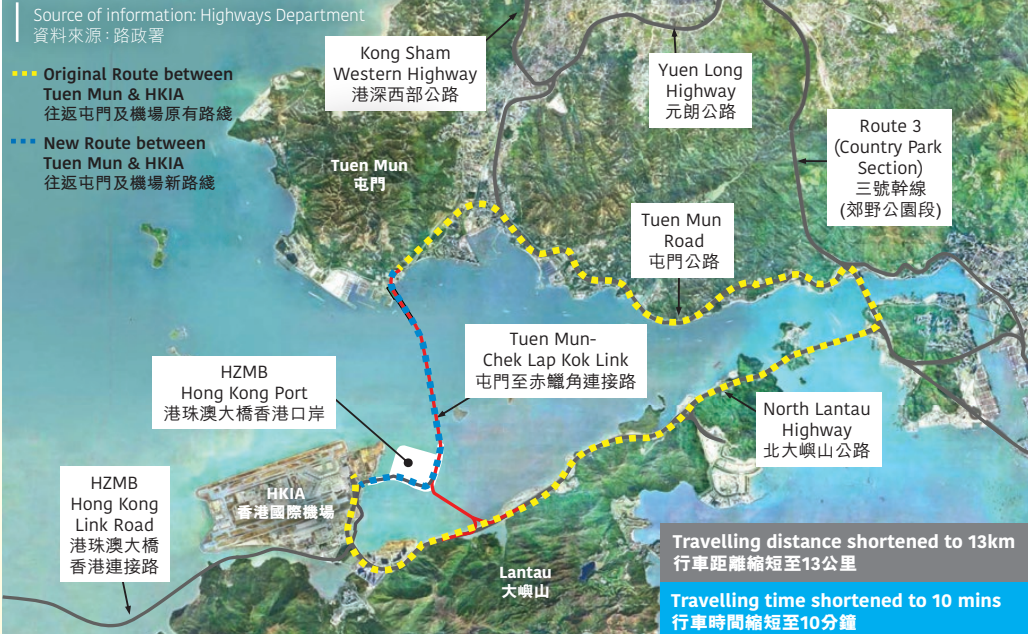 Source of information: Highways Department
資料來源：路政署
Original Route between
Tuen Mun & HKIA
往返屯門及機場原有路綫
New Route between
Tuen Mun & HKIA
往返屯門及機場新路綫
Kong Sham
Western Highway
港深西部公路
Yuen Long
Highway
元朗公路
Route 3
(Country Park
Section)
三號幹線
(郊野公園段)
Tuen Mun
屯門
Tuen Mun
Road
屯門公路
Tuen Mun-
Chek Lap Kok Link
屯門至赤鱲角連接路
HZMB
Hong Kong Port
港珠澳大橋香港口岸
North Lantau
Highway
北大嶼山公路
HZMB
Hong Kong
Link Road
港珠澳大橋
香港連接路
HKIA
香港國際機場
Lantau
大嶼山
Travelling distance shortened to 13km
行車距離縮短至13公里
Travelling time shortened to 10 mins
行車時間縮短至10分鐘